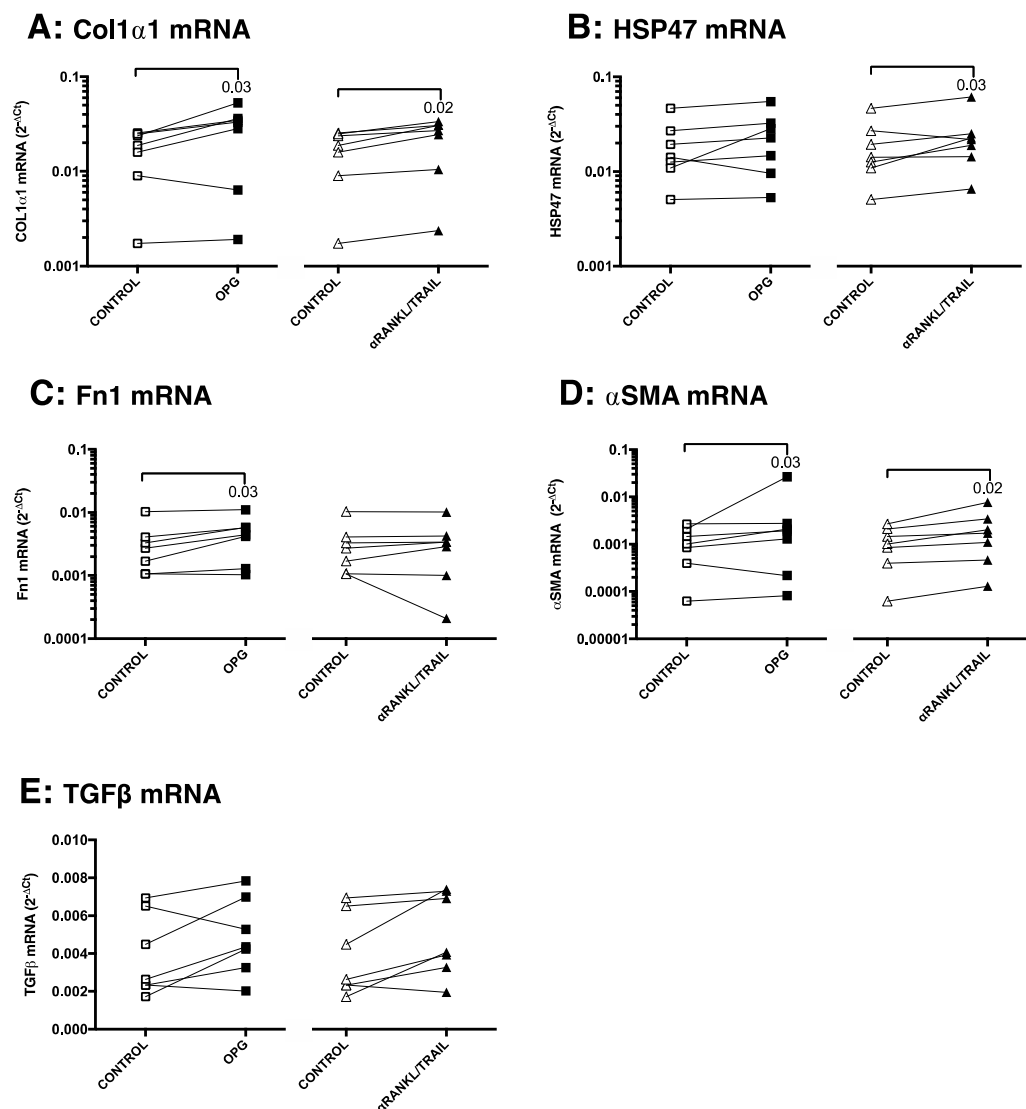 A: Col1α1 mRNA
COL1α1 mRNA (2-ΔCt)
0.1
0.01
0.001
0.03
0.02
CONTROL
OPG
CONTROL
αRANKL/TRAIL
B: HSP47 mRNA
HSP47 mRNA (2-ΔCt)
0.1
0.01
0.001
0.03
CONTROL
OPG
CONTROL
αRANKL/TRAIL
C: Fn1 mRNA
Fn1 mRNA (2-ΔCt)
0.1
0.01
0.001
0.0001
0.03
CONTROL
OPG
CONTROL
αRANKL/TRAIL
D: αSMA mRNA
αSMA mRNA (2-ΔCt)
0.1
0.01
0.001
0.0001
0.00001
0.03
0.02
CONTROL
OPG
CONTROL
αRANKL/TRAIL
E: TGFβ mRNA
TGFβ mRNA (2-ΔCt)
0.010
0.008
0.006
0.004
0.002
0.000
CONTROL
OPG
CONTROL
αRANKL/TRAIL